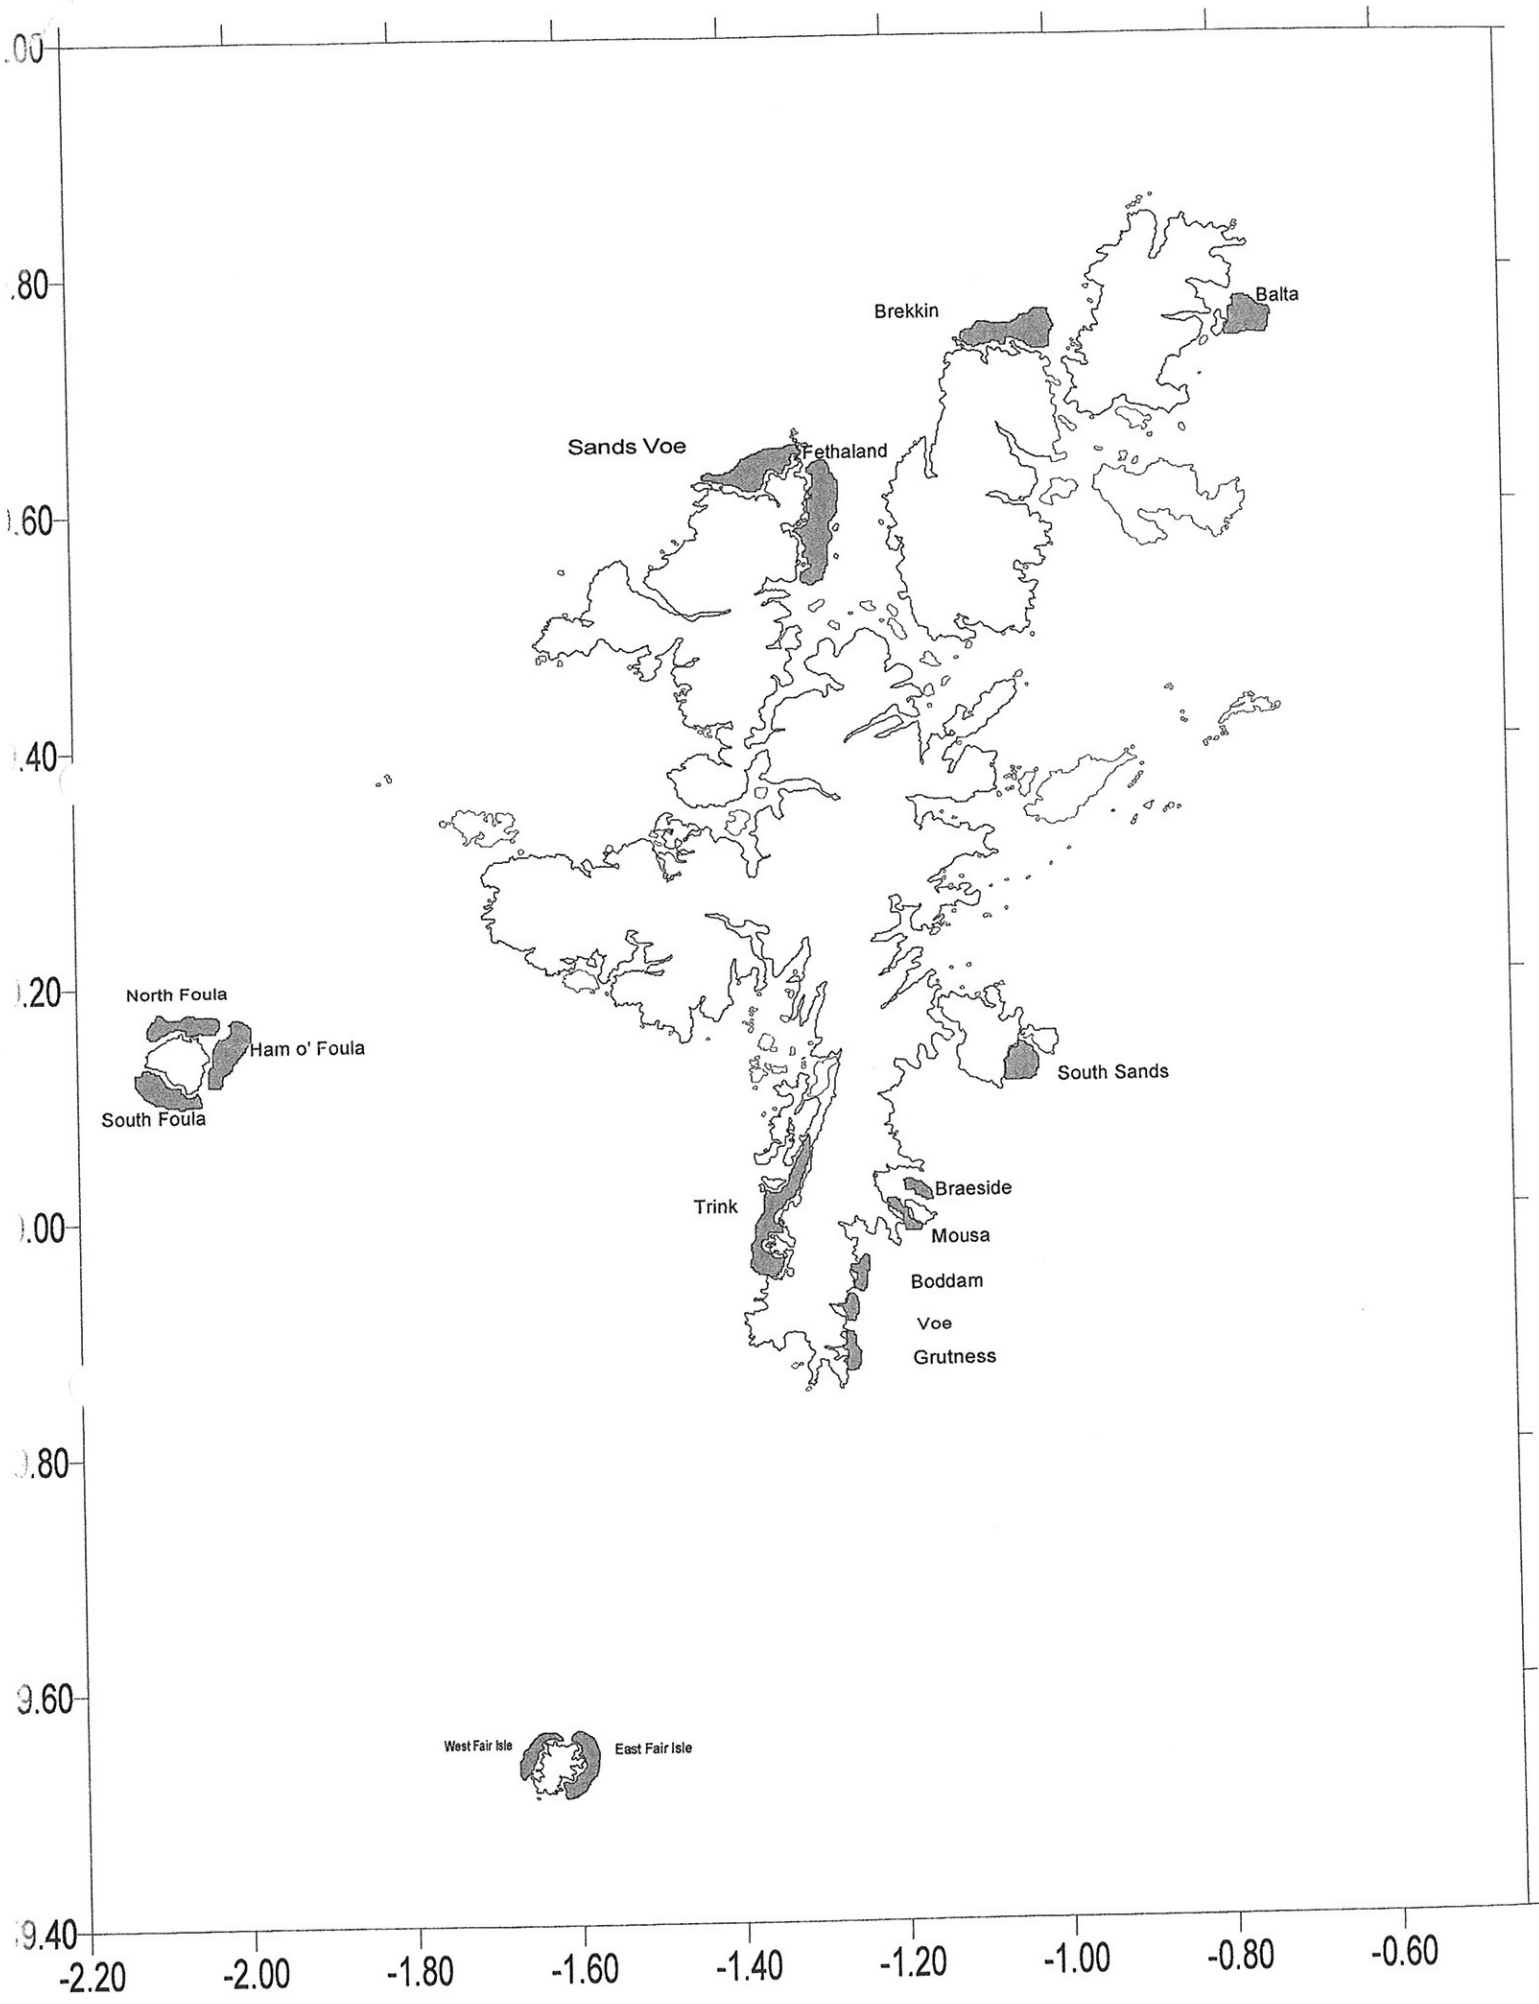 .00
.80
Balta
Brekkin
Sands Voe
Fethaland
.60
.40
.20
North Foula
Ham o' Foula
South Sands
South Foula
Braeside
Trink
.00
Mousa
Boddam
Voe
Grutness
.80
9.60
West Fair Isle
East Fair Isle
9.40
-2.20 -2.00 -1.80 -1.60 -1.40 -1.20 -1.00 -0.80 -0.60